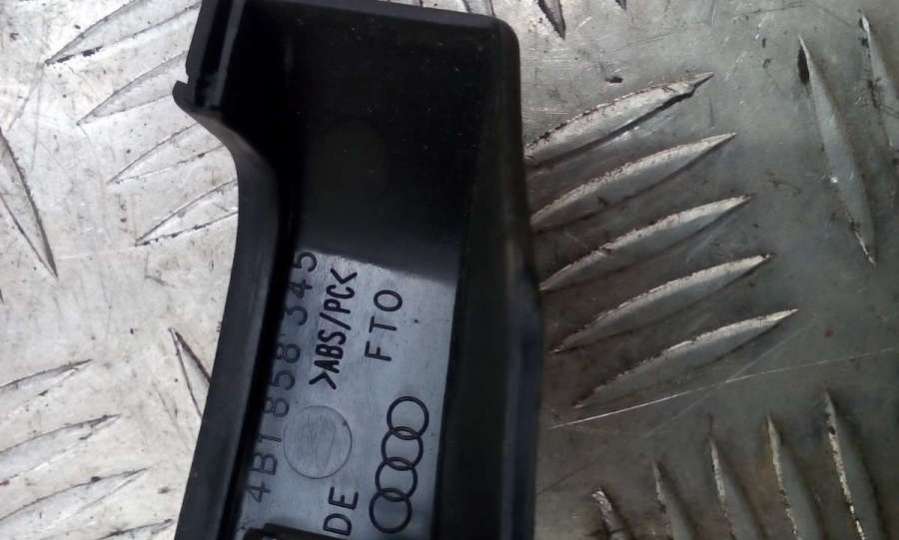 4B1 858 345
>ABS/PC<
DE FTO